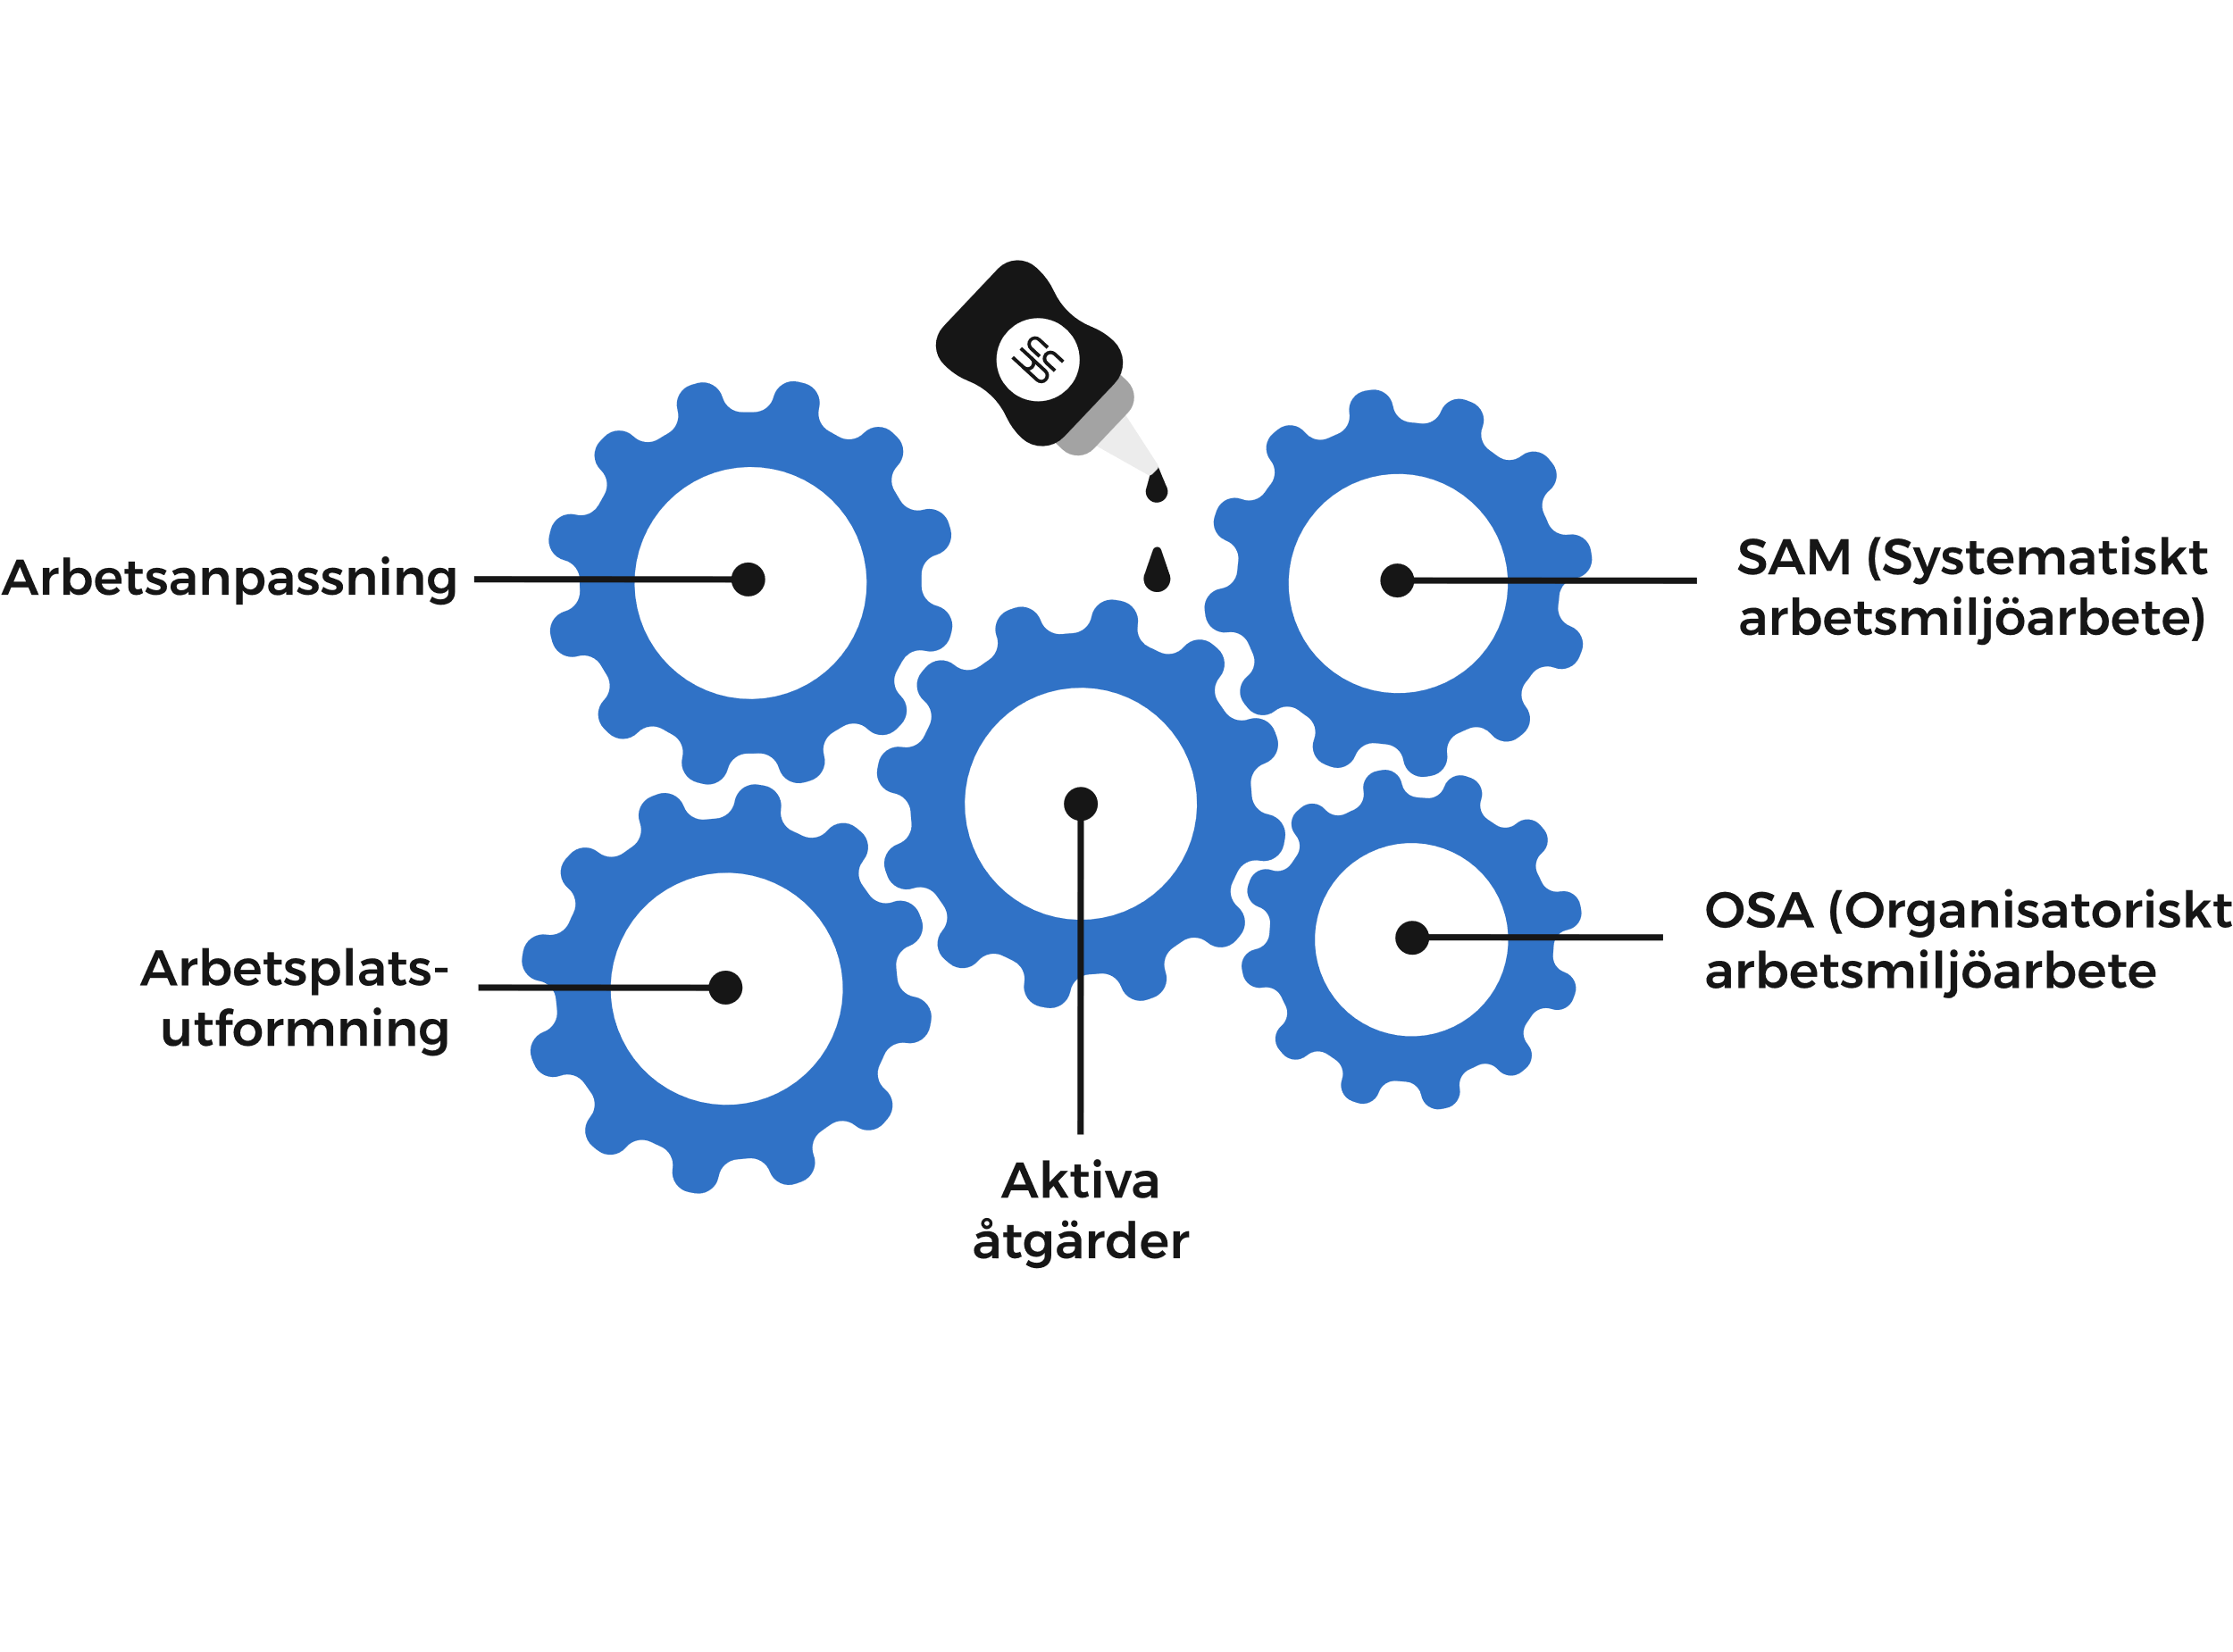 Arbetsanpassning
SAM (Systematiskt
arbetsmiljöarbete)
Arbetsplats-
utformning
OSA (Organisatoriskt
arbetsmiljöarbete
Aktiva
åtgärder